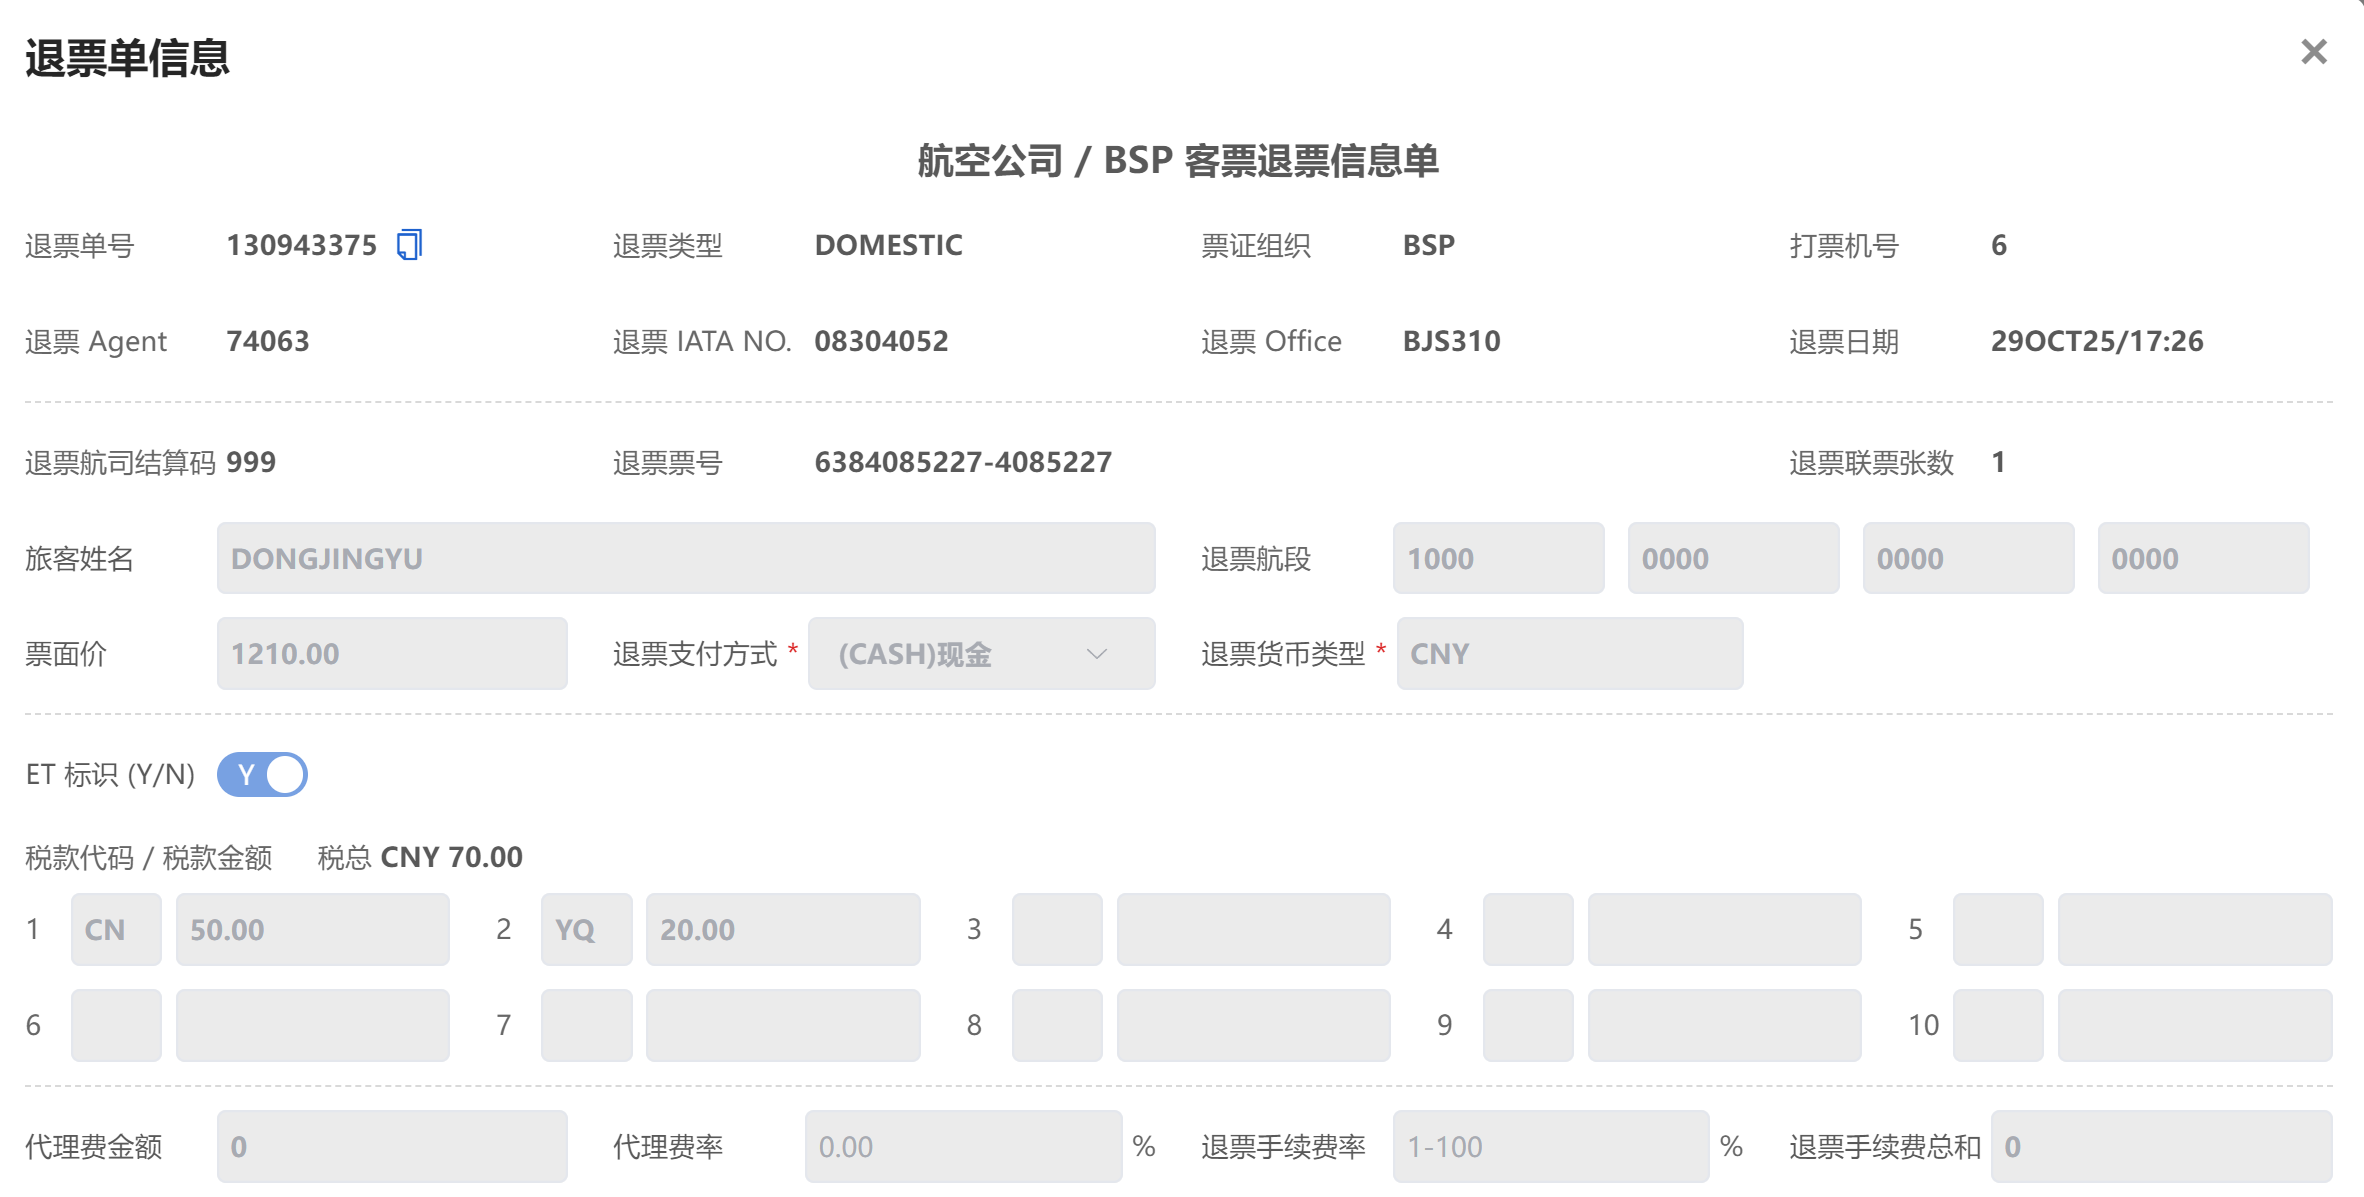 退票单信息
航空公司 / BSP 客票退票信息单
退票单号 130943375 退票类型 DOMESTIC 票证组织 BSP 打票机号 6
退票 Agent 74063 退票 IATA NO. 08304052 退票 Office BJS310 退票日期 29OCT25/17:26
退票航司结算码 999 退票票号 6384085227-4085227 退票联票张数 1
旅客姓名 DONGJINGYU 退票航段 1000 0000 0000 0000
票面价 1210.00 退票支付方式 * (CASH)现金 退票货币类型 * CNY
ET 标识 (Y/N) Y
税款代码 / 税款金额 税总 CNY 70.00
1 CN 50.00 2 YQ 20.00 3 4 5
6 7 8 9 10
代理费金额 0 代理费率 0.00 % 退票手续费率 1-100 % 退票手续费总和 0